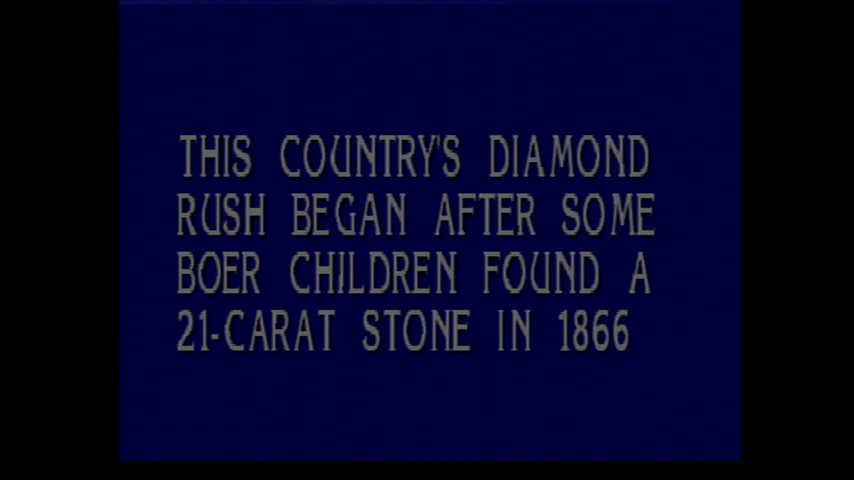 THIS COUNTRY'S DIAMOND
RUSH BEGAN AFTER SOME
BOER CHILDREN FOUND A
21-CARAT STONE IN 1866